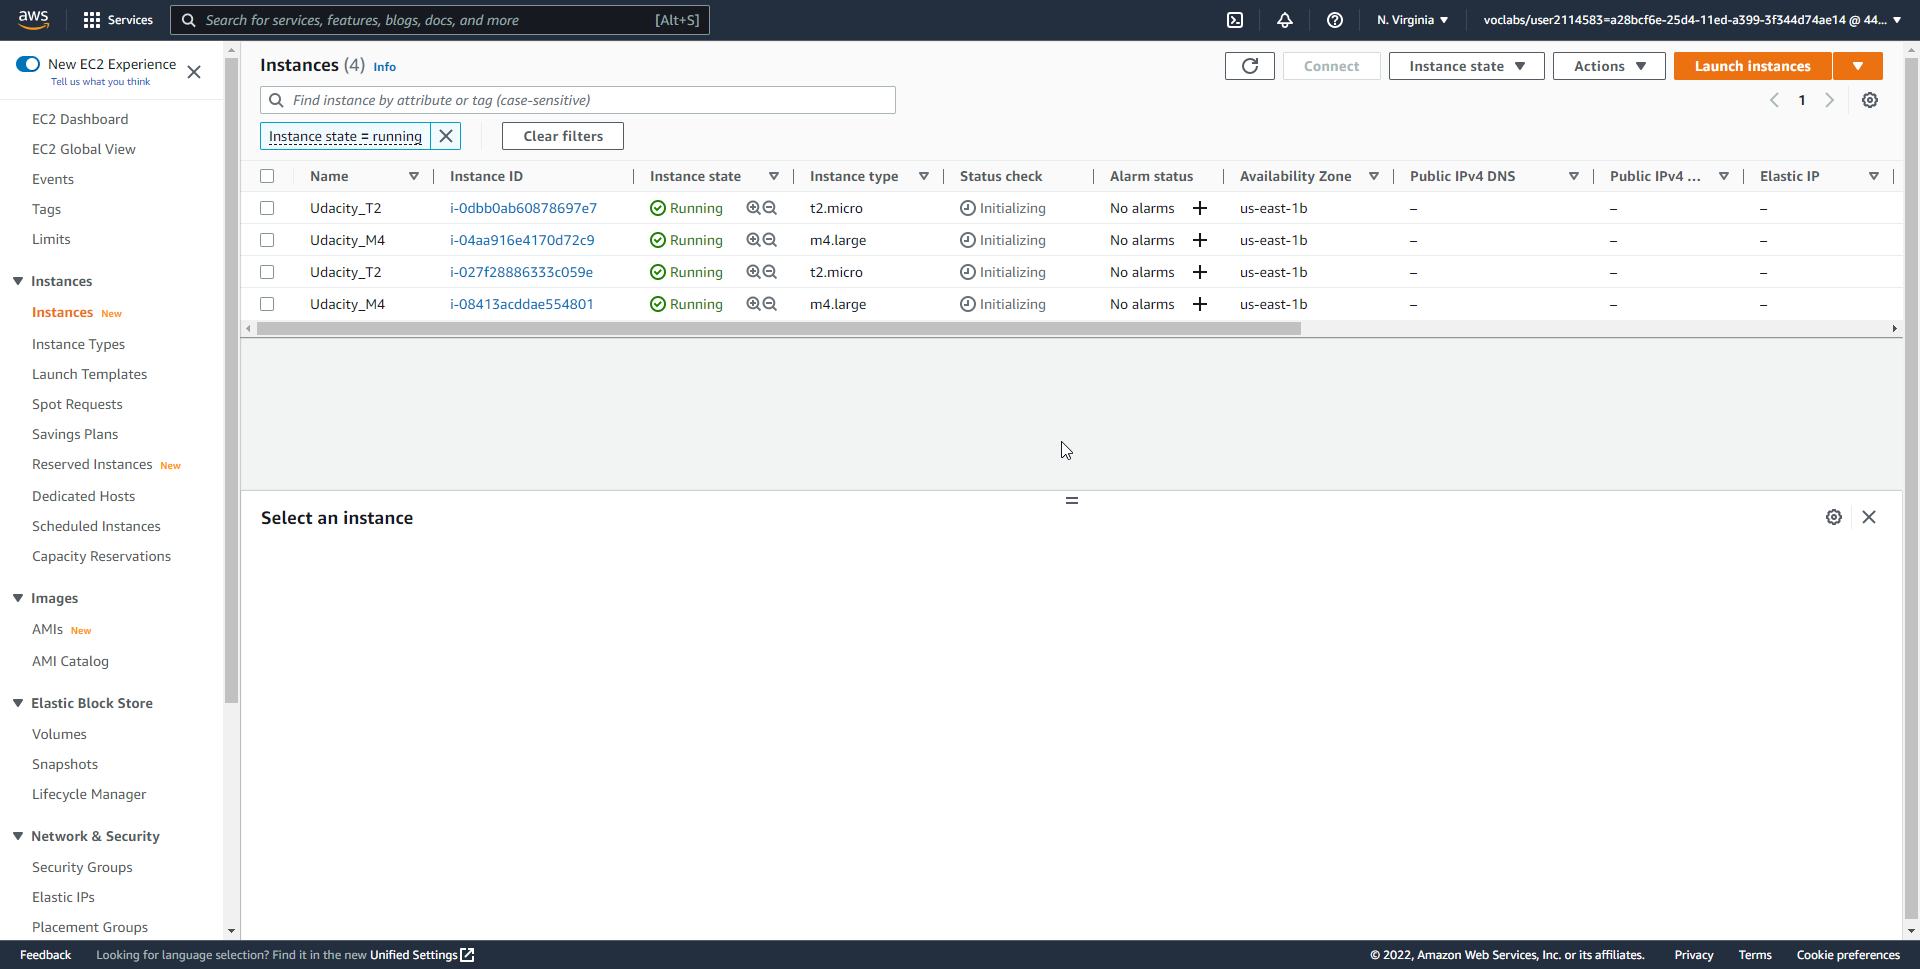 aws Services Search for services, features, blogs, docs, and more [Alt+S] N. Virginia ▼ voclabs/user2114583=a28bcf6e-25d4-11ed-a399-3f344d74ae14 @ 44... ▼
New EC2 Experience
Tell us what you think
EC2 Dashboard
EC2 Global View
Events
Tags
Limits
Instances
Instances New
Instance Types
Launch Templates
Spot Requests
Savings Plans
Reserved Instances New
Dedicated Hosts
Scheduled Instances
Capacity Reservations
Images
AMIs New
AMI Catalog
Elastic Block Store
Volumes
Snapshots
Lifecycle Manager
Network & Security
Security Groups
Elastic IPs
Placement Groups
Instances (4) Info
Connect Instance state ▼ Actions ▼ Launch instances ▼
Find instance by attribute or tag (case-sensitive)
1
Instance state = running Clear filters
Name Instance ID Instance state Instance type Status check Alarm status Availability Zone Public IPv4 DNS Public IPv4 ... Elastic IP
Udacity_T2 i-0dbb0ab60878697e7 Running t2.micro Initializing No alarms + us-east-1b – – –
Udacity_M4 i-04aa916e4170d72c9 Running m4.large Initializing No alarms + us-east-1b – – –
Udacity_T2 i-027f28886333c059e Running t2.micro Initializing No alarms + us-east-1b – – –
Udacity_M4 i-08413acddae554801 Running m4.large Initializing No alarms + us-east-1b – – –
Select an instance
Feedback Looking for language selection? Find it in the new Unified Settings © 2022, Amazon Web Services, Inc. or its affiliates. Privacy Terms Cookie preferences